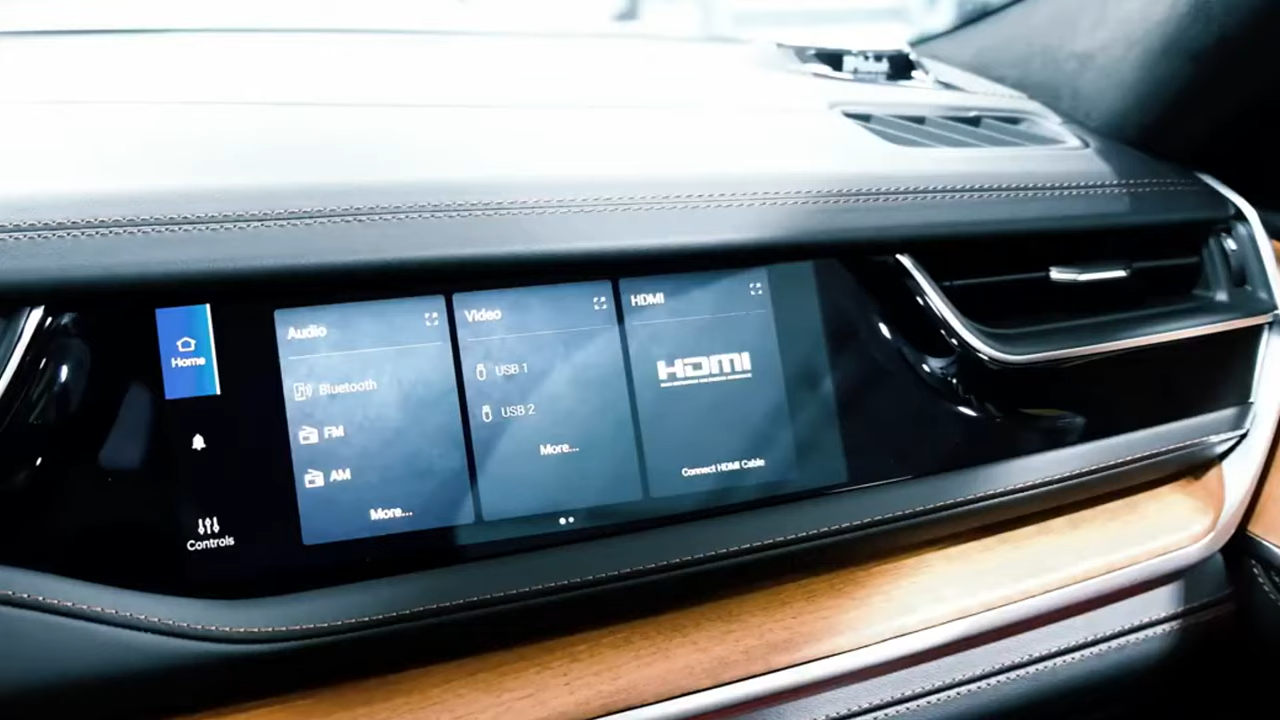 Home
Controls
Audio
Bluetooth
FM
AM
More...
Video
USB 1
USB 2
More...
HDMI
HDMI
Connect HDMI Cable